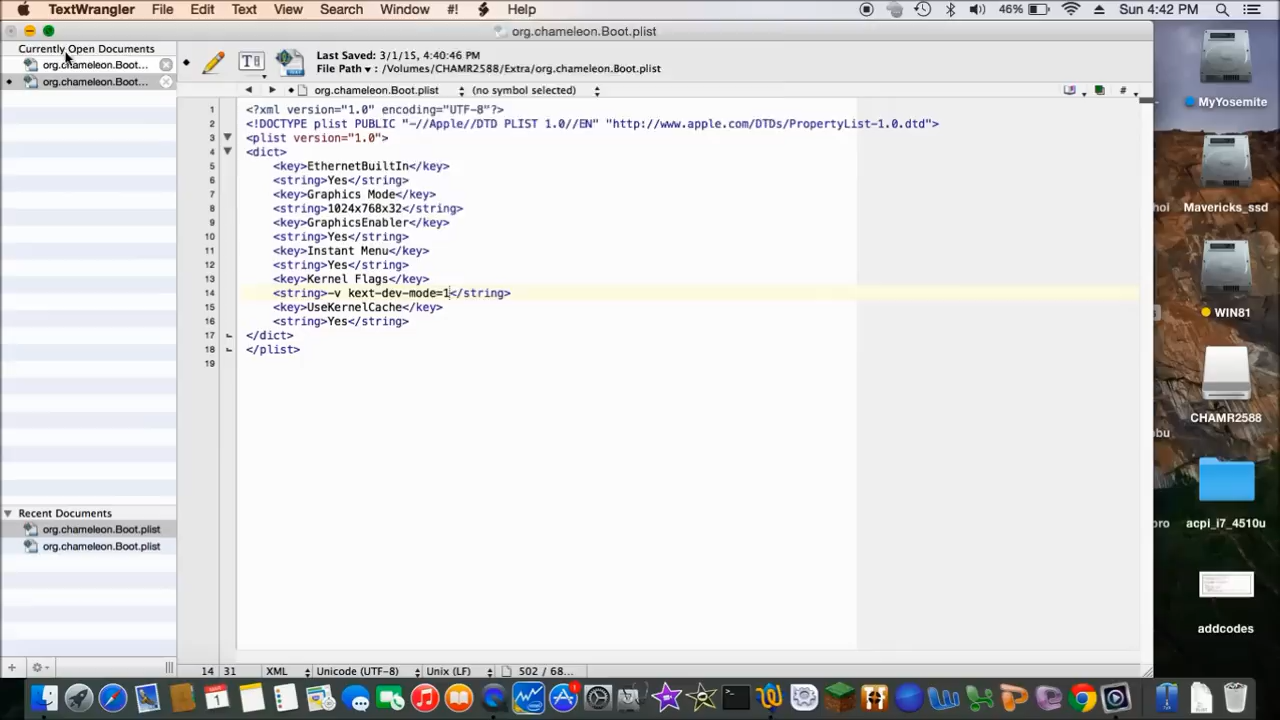 TextWrangler File Edit Text View Search Window #! Help 46% Sun 4:42 PM
org.chameleon.Boot.plist
Currently Open Documents
org.chameleon.Boot...
org.chameleon.Boot...
Last Saved: 3/1/15, 4:40:46 PM
File Path : /Volumes/CHAMR2588/Extra/org.chameleon.Boot.plist
org.chameleon.Boot.plist (no symbol selected) #
1 <?xml version="1.0" encoding="UTF-8"?>
2 <!DOCTYPE plist PUBLIC "-//Apple//DTD PLIST 1.0//EN" "http://www.apple.com/DTDs/PropertyList-1.0.dtd">
3 <plist version="1.0">
4 <dict>
5 <key>EthernetBuiltIn</key>
6 <string>Yes</string>
7 <key>Graphics Mode</key>
8 <string>1024x768x32</string>
9 <key>GraphicsEnabler</key>
10 <string>Yes</string>
11 <key>Instant Menu</key>
12 <string>Yes</string>
13 <key>Kernel Flags</key>
14 <string>-v kext-dev-mode=1</string>
15 <key>UseKernelCache</key>
16 <string>Yes</string>
17 </dict>
18 </plist>
19
Recent Documents
org.chameleon.Boot.plist
org.chameleon.Boot.plist
14 31 XML Unicode (UTF-8) Unix (LF) 502 / 68...
MyYosemite
hoi
Mavericks_ssd
WIN81
CHAMR2588
bu
pro
acpi_i7_4510u
addcodes